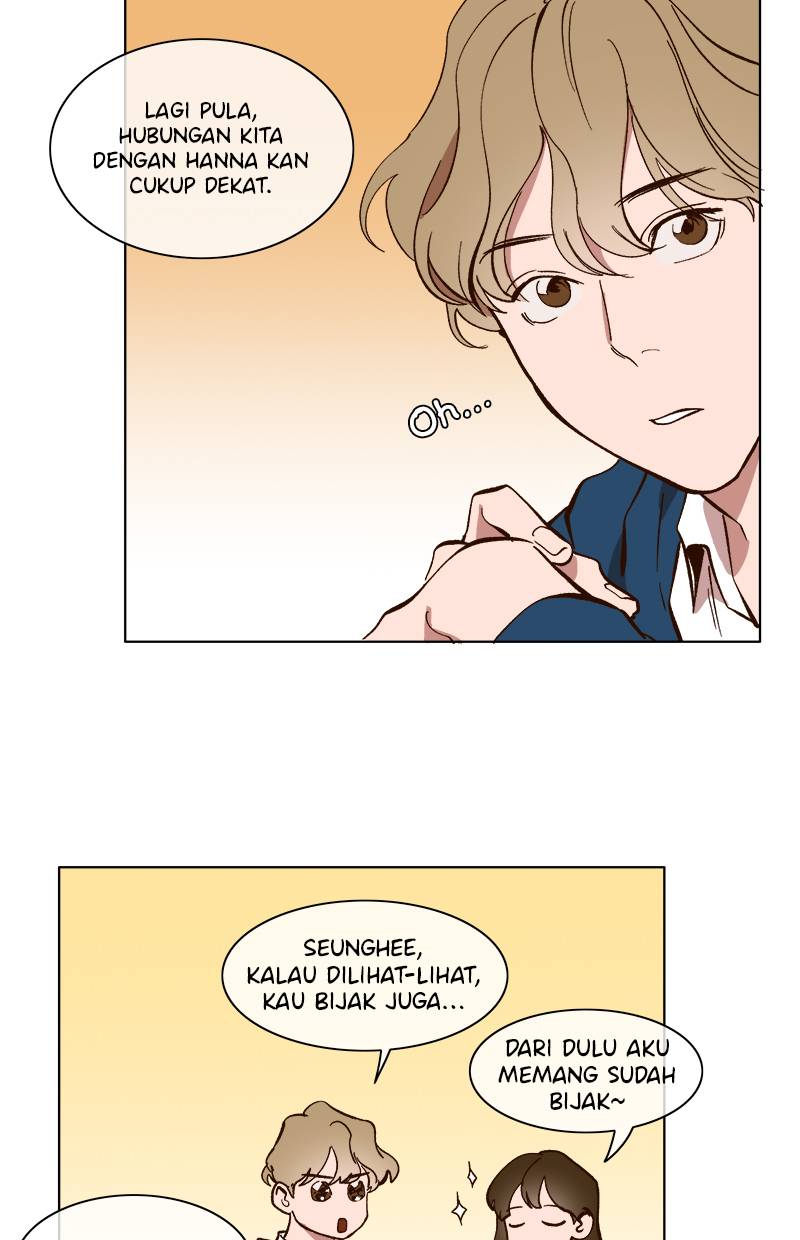 LAGI PULA,
HUBUNGAN KITA
DENGAN HANNA KAN
CUKUP DEKAT.
Oh...
SEUNGHEE,
KALAU DILIHAT-LIHAT,
KAU BIJAK JUGA...
DARI DULU AKU
MEMANG SUDAH
BIJAK~